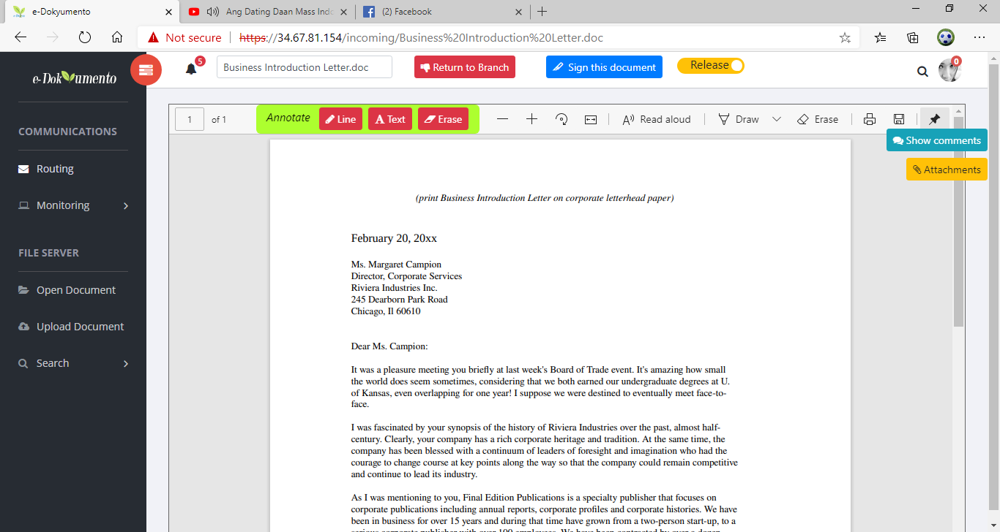 e-Dokyumento
Ang Dating Daan Mass Indo
(2) Facebook
Not secure https://34.67.81.154/incoming/Business%20Introduction%20Letter.doc
e-Dokyumento
5
Business Introduction Letter.doc
Return to Branch
Sign this document
Release
0
1 of 1
Annotate
Line
Text
Erase
Read aloud
Draw
Erase
Show comments
Attachments
COMMUNICATIONS
Routing
Monitoring
FILE SERVER
Open Document
Upload Document
Search
(print Business Introduction Letter on corporate letterhead paper)
February 20, 20xx
Ms. Margaret Campion
Director, Corporate Services
Riviera Industries Inc.
245 Dearborn Park Road
Chicago, Il 60610
Dear Ms. Campion:
It was a pleasure meeting you briefly at last week's Board of Trade event. It's amazing how small
the world does seem sometimes, considering that we both earned our undergraduate degrees at U.
of Kansas, even overlapping for one year! I suppose we were destined to eventually meet face-to-
face.
I was fascinated by your synopsis of the history of Riviera Industries over the past, almost half-
century. Clearly, your company has a rich corporate heritage and tradition. At the same time, the
company has been blessed with a continuum of leaders of foresight and imagination who had the
courage to change course at key points along the way so that the company could remain competitive
and continue to lead its industry.
As I was mentioning to you, Final Edition Publications is a specialty publisher that focuses on
corporate publications including annual reports, corporate profiles and corporate histories. We have
been in business for over 15 years and during that time have grown from a two-person start-up, to a